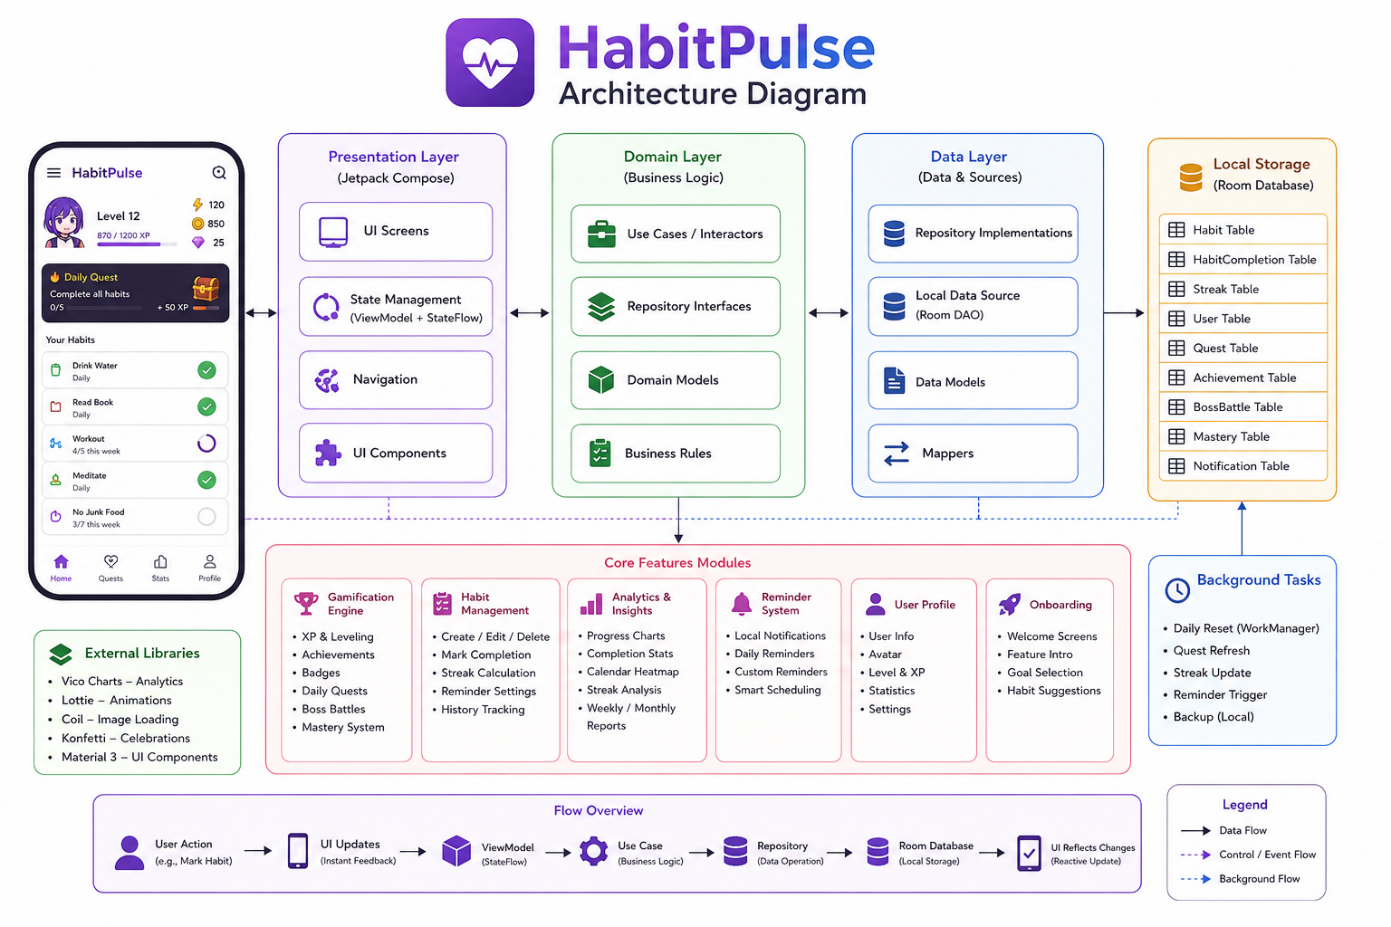 HabitPulse
Architecture Diagram
HabitPulse
Level 12
870 / 1200 XP
120
850
25
Daily Quest
Complete all habits
0/5
+ 50 XP
Your Habits
Drink Water
Daily
Read Book
Daily
Workout
4/5 this week
Meditate
Daily
No Junk Food
3/7 this week
Home
Quests
Stats
Profile
Presentation Layer
(Jetpack Compose)
UI Screens
State Management
(ViewModel + StateFlow)
Navigation
UI Components
Domain Layer
(Business Logic)
Use Cases / Interactors
Repository Interfaces
Domain Models
Business Rules
Data Layer
(Data & Sources)
Repository Implementations
Local Data Source
(Room DAO)
Data Models
Mappers
Local Storage
(Room Database)
Habit Table
HabitCompletion Table
Streak Table
User Table
Quest Table
Achievement Table
BossBattle Table
Mastery Table
Notification Table
Core Features Modules
Gamification
Engine
• XP & Leveling
• Achievements
• Badges
• Daily Quests
• Boss Battles
• Mastery System
Habit
Management
• Create / Edit / Delete
• Mark Completion
• Streak Calculation
• Reminder Settings
• History Tracking
Analytics &
Insights
• Progress Charts
• Completion Stats
• Calendar Heatmap
• Streak Analysis
• Weekly / Monthly
Reports
Reminder
System
• Local Notifications
• Daily Reminders
• Custom Reminders
• Smart Scheduling
User Profile
• User Info
• Avatar
• Level & XP
• Statistics
• Settings
Onboarding
• Welcome Screens
• Feature Intro
• Goal Selection
• Habit Suggestions
Background Tasks
• Daily Reset (WorkManager)
• Quest Refresh
• Streak Update
• Reminder Trigger
• Backup (Local)
External Libraries
• Vico Charts – Analytics
• Lottie – Animations
• Coil – Image Loading
• Konfetti – Celebrations
• Material 3 – UI Components
Flow Overview
User Action
(e.g., Mark Habit)
UI Updates
(Instant Feedback)
ViewModel
(StateFlow)
Use Case
(Business Logic)
Repository
(Data Operation)
Room Database
(Local Storage)
UI Reflects Changes
(Reactive Update)
Legend
Data Flow
Control / Event Flow
Background Flow